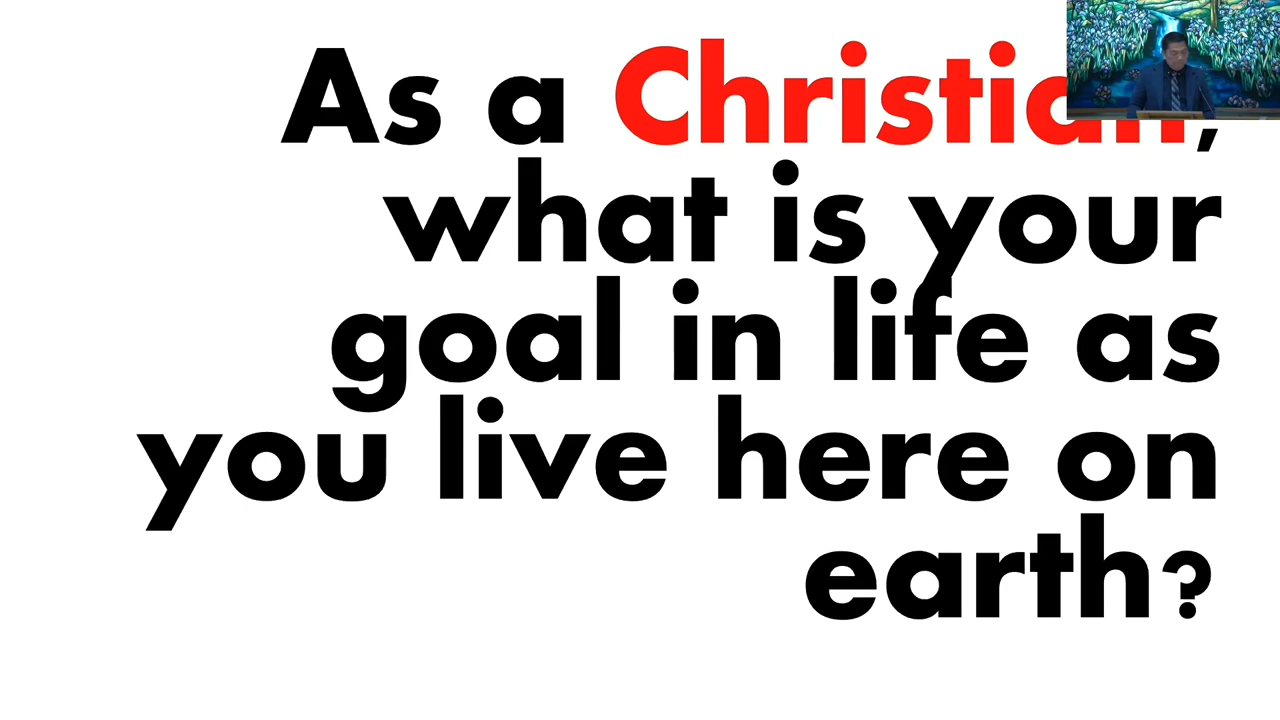 As a Christian,
what is your
goal in life as
you live here on
earth?